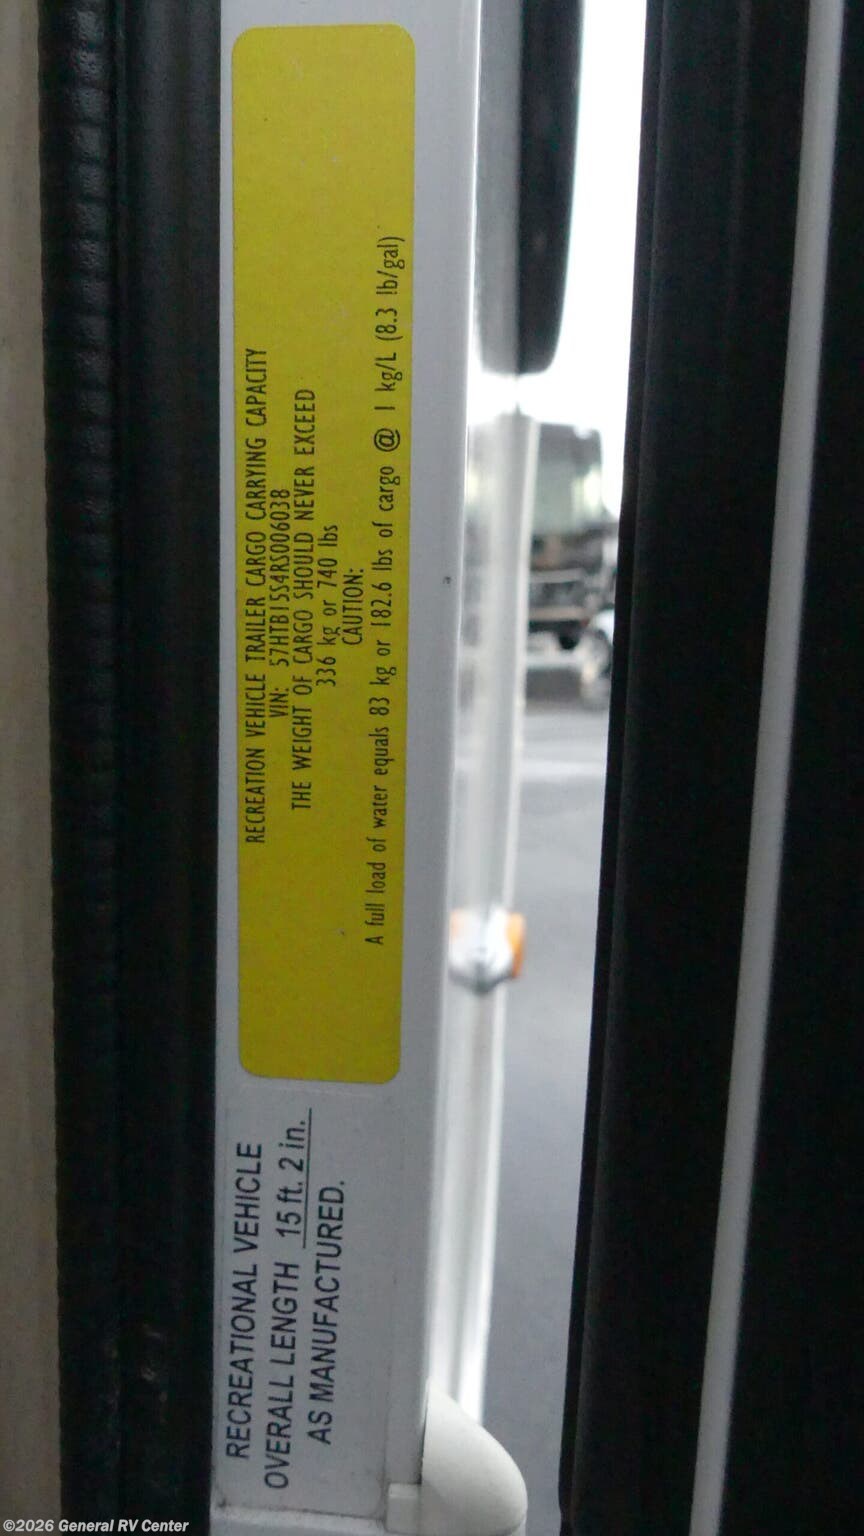 RECREATION VEHICLE TRAILER CARGO CARRYING CAPACITY
VIN: 57HTB15S4RS006038
THE WEIGHT OF CARGO SHOULD NEVER EXCEED
336 kg or 740 lbs
CAUTION:
A full load of water equals 83 kg or 182.6 lbs of cargo @ 1 kg/L (8.3 lb/gal)
RECREATIONAL VEHICLE
OVERALL LENGTH 15 ft. 2 in.
AS MANUFACTURED.
©2026 General RV Center